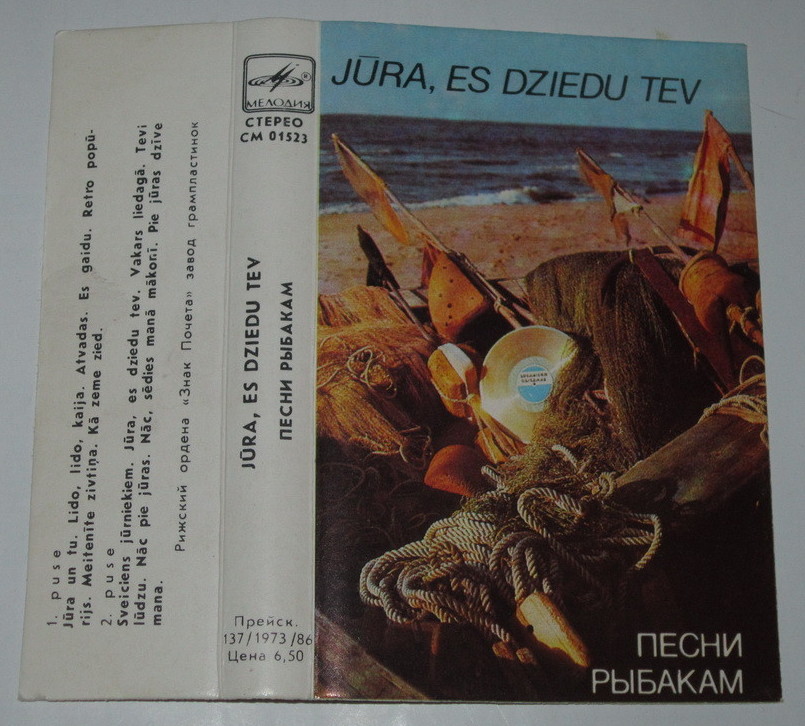 1. puse
Jūra un tu. Lido, lido, kaija. Atvadas. Es gaidu. Retro popū-
rijs. Meitenīte zivtiņa. Kā zeme zied.
2. puse
Sveiciens jūrniekiem. Jūra, es dziedu tev. Vakars liedagā. Tevi
lūdzu. Nāc pie jūras. Nāc, sēdies manā mākonī. Pie jūras dzīve
mana.
Рижский ордена «Знак Почета» завод грампластинок
МЕЛОДИЯ
СТЕРЕО
СМ 01523
JŪRA, ES DZIEDU TEV
ПЕСНИ РЫБАКАМ
Прейск.
137/1973/86
Цена 6,50
JŪRA, ES DZIEDU TEV
ПЕСНИ
РЫБАКАМ